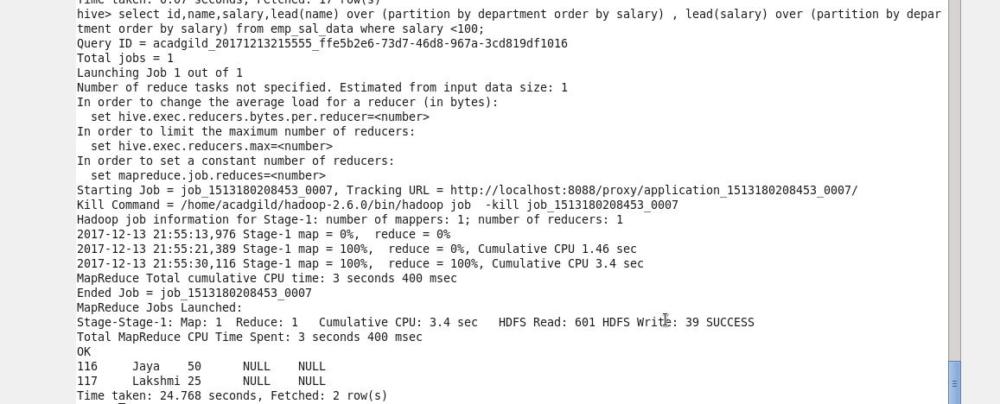 Time taken: 0.07 seconds, Fetched: 17 row(s)
hive> select id,name,salary,lead(name) over (partition by department order by salary) , lead(salary) over (partition by depar
tment order by salary) from emp_sal_data where salary <100;
Query ID = acadgild_20171213215555_ffe5b2e6-73d7-46d8-967a-3cd819df1016
Total jobs = 1
Launching Job 1 out of 1
Number of reduce tasks not specified. Estimated from input data size: 1
In order to change the average load for a reducer (in bytes):
  set hive.exec.reducers.bytes.per.reducer=<number>
In order to limit the maximum number of reducers:
  set hive.exec.reducers.max=<number>
In order to set a constant number of reducers:
  set mapreduce.job.reduces=<number>
Starting Job = job_1513180208453_0007, Tracking URL = http://localhost:8088/proxy/application_1513180208453_0007/
Kill Command = /home/acadgild/hadoop-2.6.0/bin/hadoop job  -kill job_1513180208453_0007
Hadoop job information for Stage-1: number of mappers: 1; number of reducers: 1
2017-12-13 21:55:13,976 Stage-1 map = 0%,  reduce = 0%
2017-12-13 21:55:21,389 Stage-1 map = 100%,  reduce = 0%, Cumulative CPU 1.46 sec
2017-12-13 21:55:30,116 Stage-1 map = 100%,  reduce = 100%, Cumulative CPU 3.4 sec
MapReduce Total cumulative CPU time: 3 seconds 400 msec
Ended Job = job_1513180208453_0007
MapReduce Jobs Launched:
Stage-Stage-1: Map: 1  Reduce: 1   Cumulative CPU: 3.4 sec   HDFS Read: 601 HDFS Write: 39 SUCCESS
Total MapReduce CPU Time Spent: 3 seconds 400 msec
OK
116     Jaya    50      NULL    NULL
117     Lakshmi 25      NULL    NULL
Time taken: 24.768 seconds, Fetched: 2 row(s)